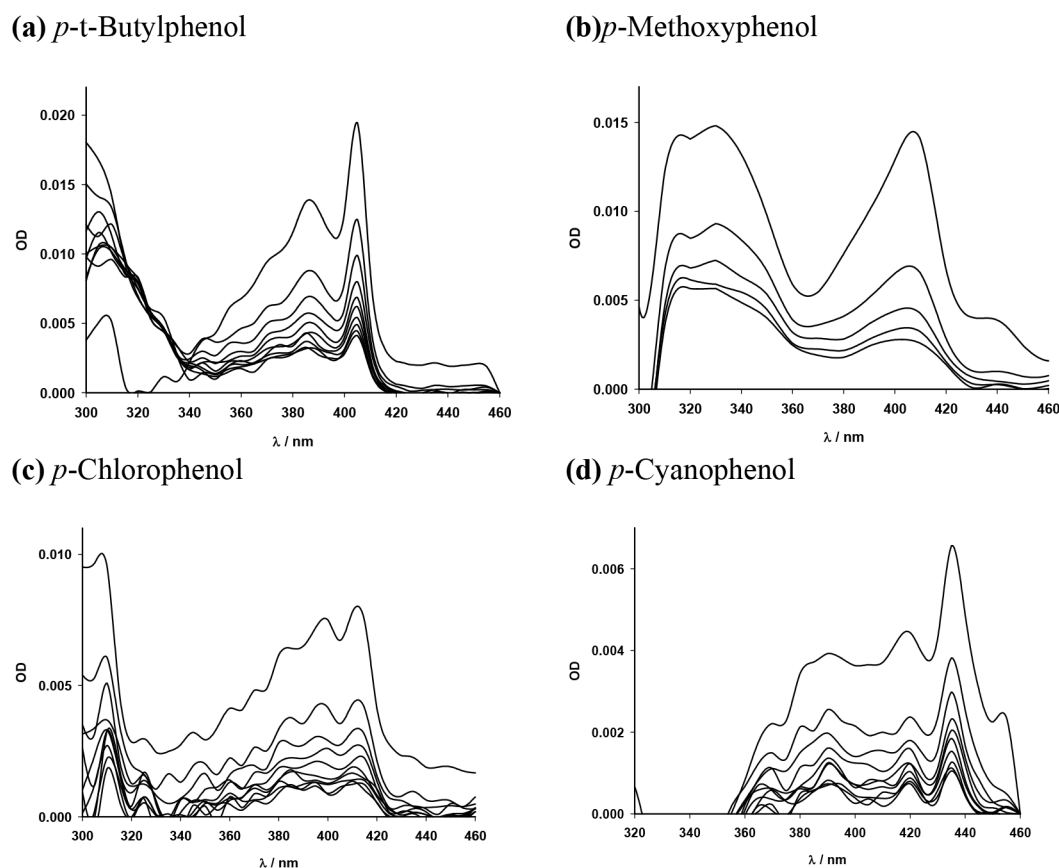 (a) p-t-Butylphenol
(b)p-Methoxyphenol
0.020
0.015
0.010
0.005
0.000
OD
300 320 340 360 380 400 420 440 460
λ / nm
0.015
0.010
0.005
0.000
OD
300 320 340 360 380 400 420 440 460
λ / nm
(c) p-Chlorophenol
(d) p-Cyanophenol
0.010
0.005
0.000
OD
300 320 340 360 380 400 420 440 460
λ / nm
0.006
0.004
0.002
0.000
OD
320 340 360 380 400 420 440 460
λ / nm